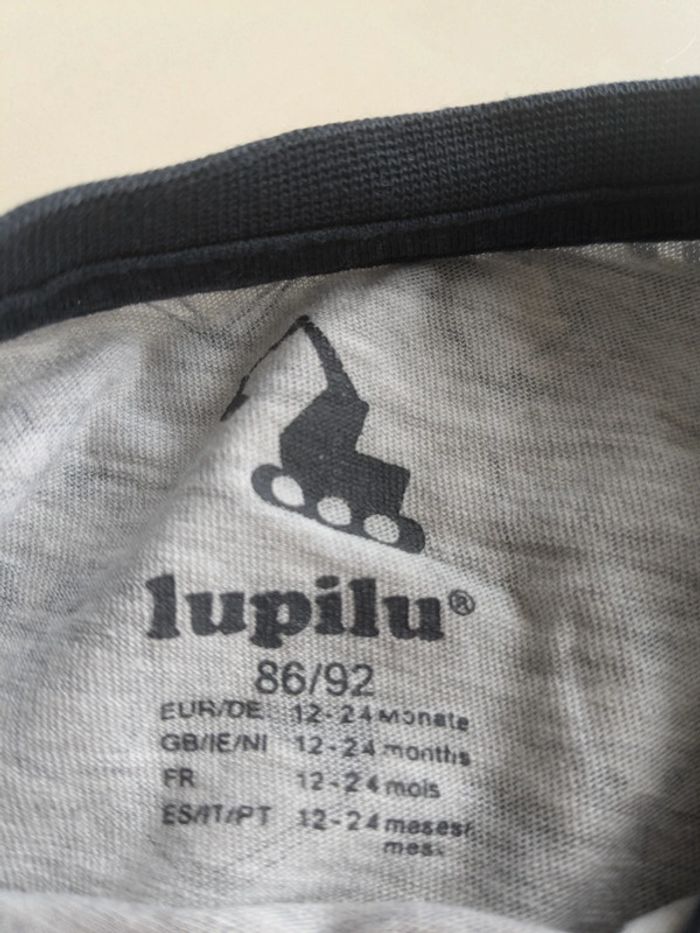 lupilu®
86/92
EUR/DE: 12-24 Monate
GB/IE/NI 12-24 months
FR 12-24 mois
ES/IT/PT 12-24 meses/